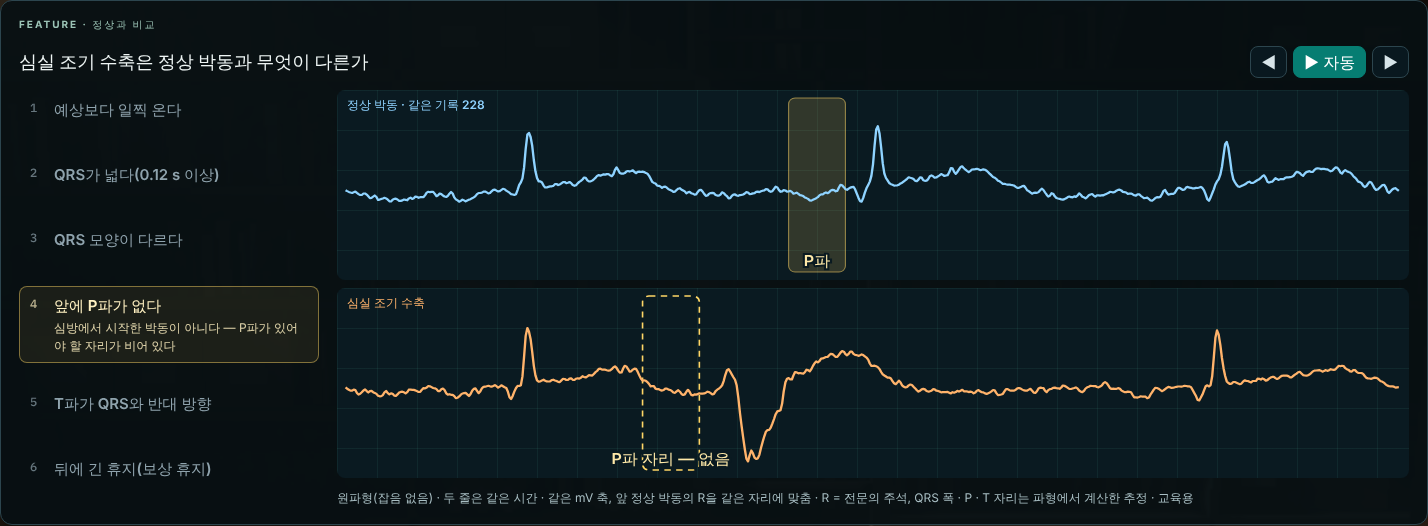 FEATURE · 정상과 비교
심실 조기 수축은 정상 박동과 무엇이 다른가
◀
▶ 자동
▶
1 예상보다 일찍 온다
2 QRS가 넓다(0.12 s 이상)
3 QRS 모양이 다르다
4 앞에 P파가 없다
심방에서 시작한 박동이 아니다 — P파가 있어
야 할 자리가 비어 있다
5 T파가 QRS와 반대 방향
6 뒤에 긴 휴지(보상 휴지)
정상 박동 · 같은 기록 228
P파
심실 조기 수축
P파 자리 — 없음
원파형(잡음 없음) · 두 줄은 같은 시간 · 같은 mV 축, 앞 정상 박동의 R을 같은 자리에 맞춤 · R = 전문의 주석, QRS 폭 · P · T 자리는 파형에서 계산한 추정 · 교육용